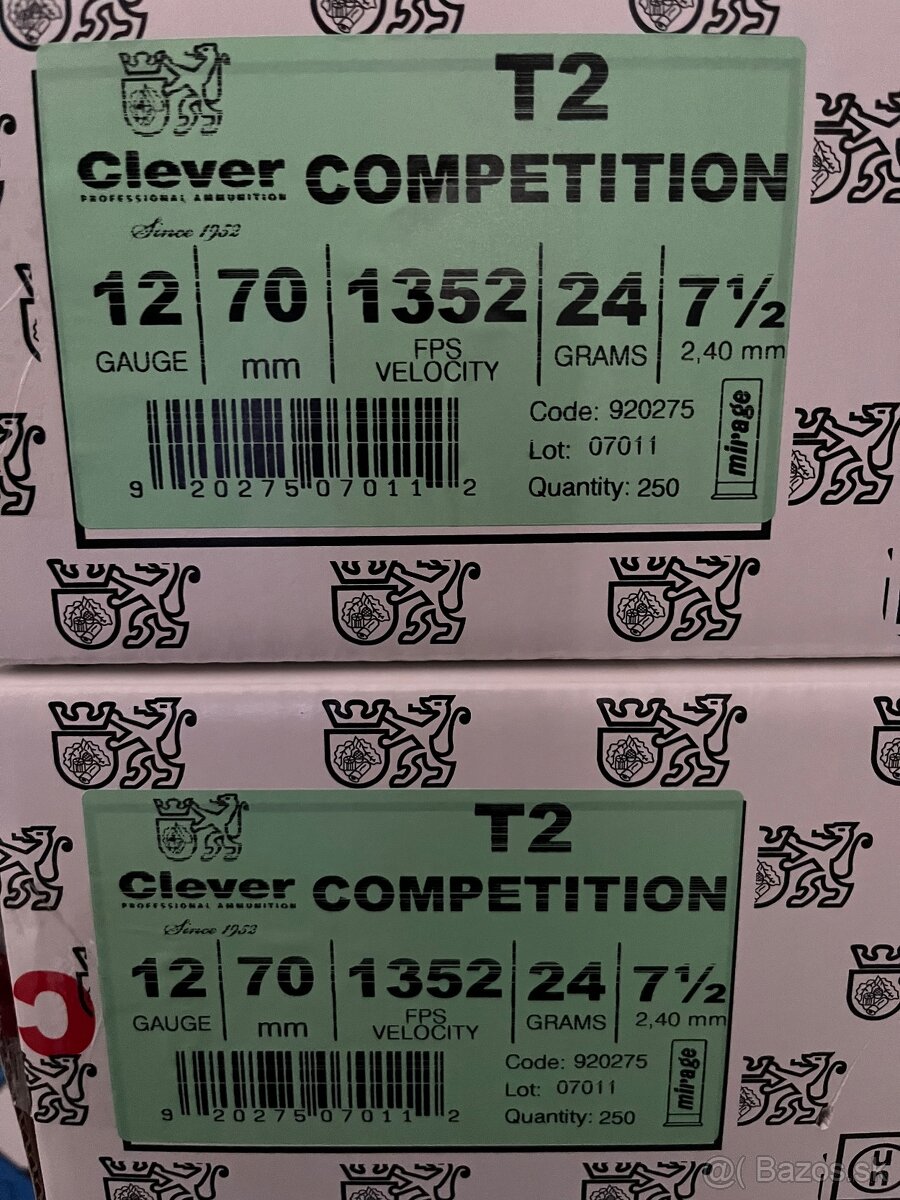 T2
Clever COMPETITION
PROFESSIONAL AMMUNITION
Since 1952
12 70 1352 24 7½
GAUGE mm FPS VELOCITY GRAMS 2,40 mm
Code: 920275
Lot: 07011
Quantity: 250
mirage
9 20275 07011 2
T2
Clever COMPETITION
PROFESSIONAL AMMUNITION
Since 1952
12 70 1352 24 7½
GAUGE mm FPS VELOCITY GRAMS 2,40 mm
Code: 920275
Lot: 07011
Quantity: 250
mirage
9 20275 07011 2
Bazos.sk